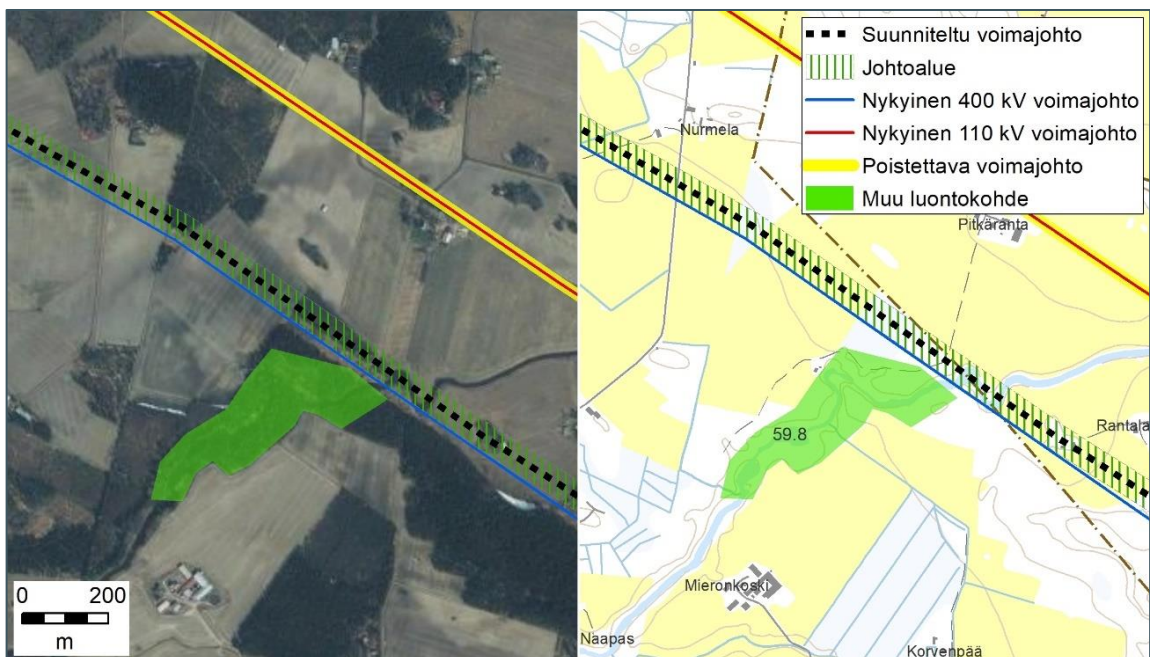 Suunniteltu voimajohto
Johtoalue
Nykyinen 400 kV voimajohto
Nykyinen 110 kV voimajohto
Poistettava voimajohto
Muu luontokohde
Nurmela
Pitkäranta
Rantala
59.8
Mieronkoski
Naapas
Korvenpää
0 200
m